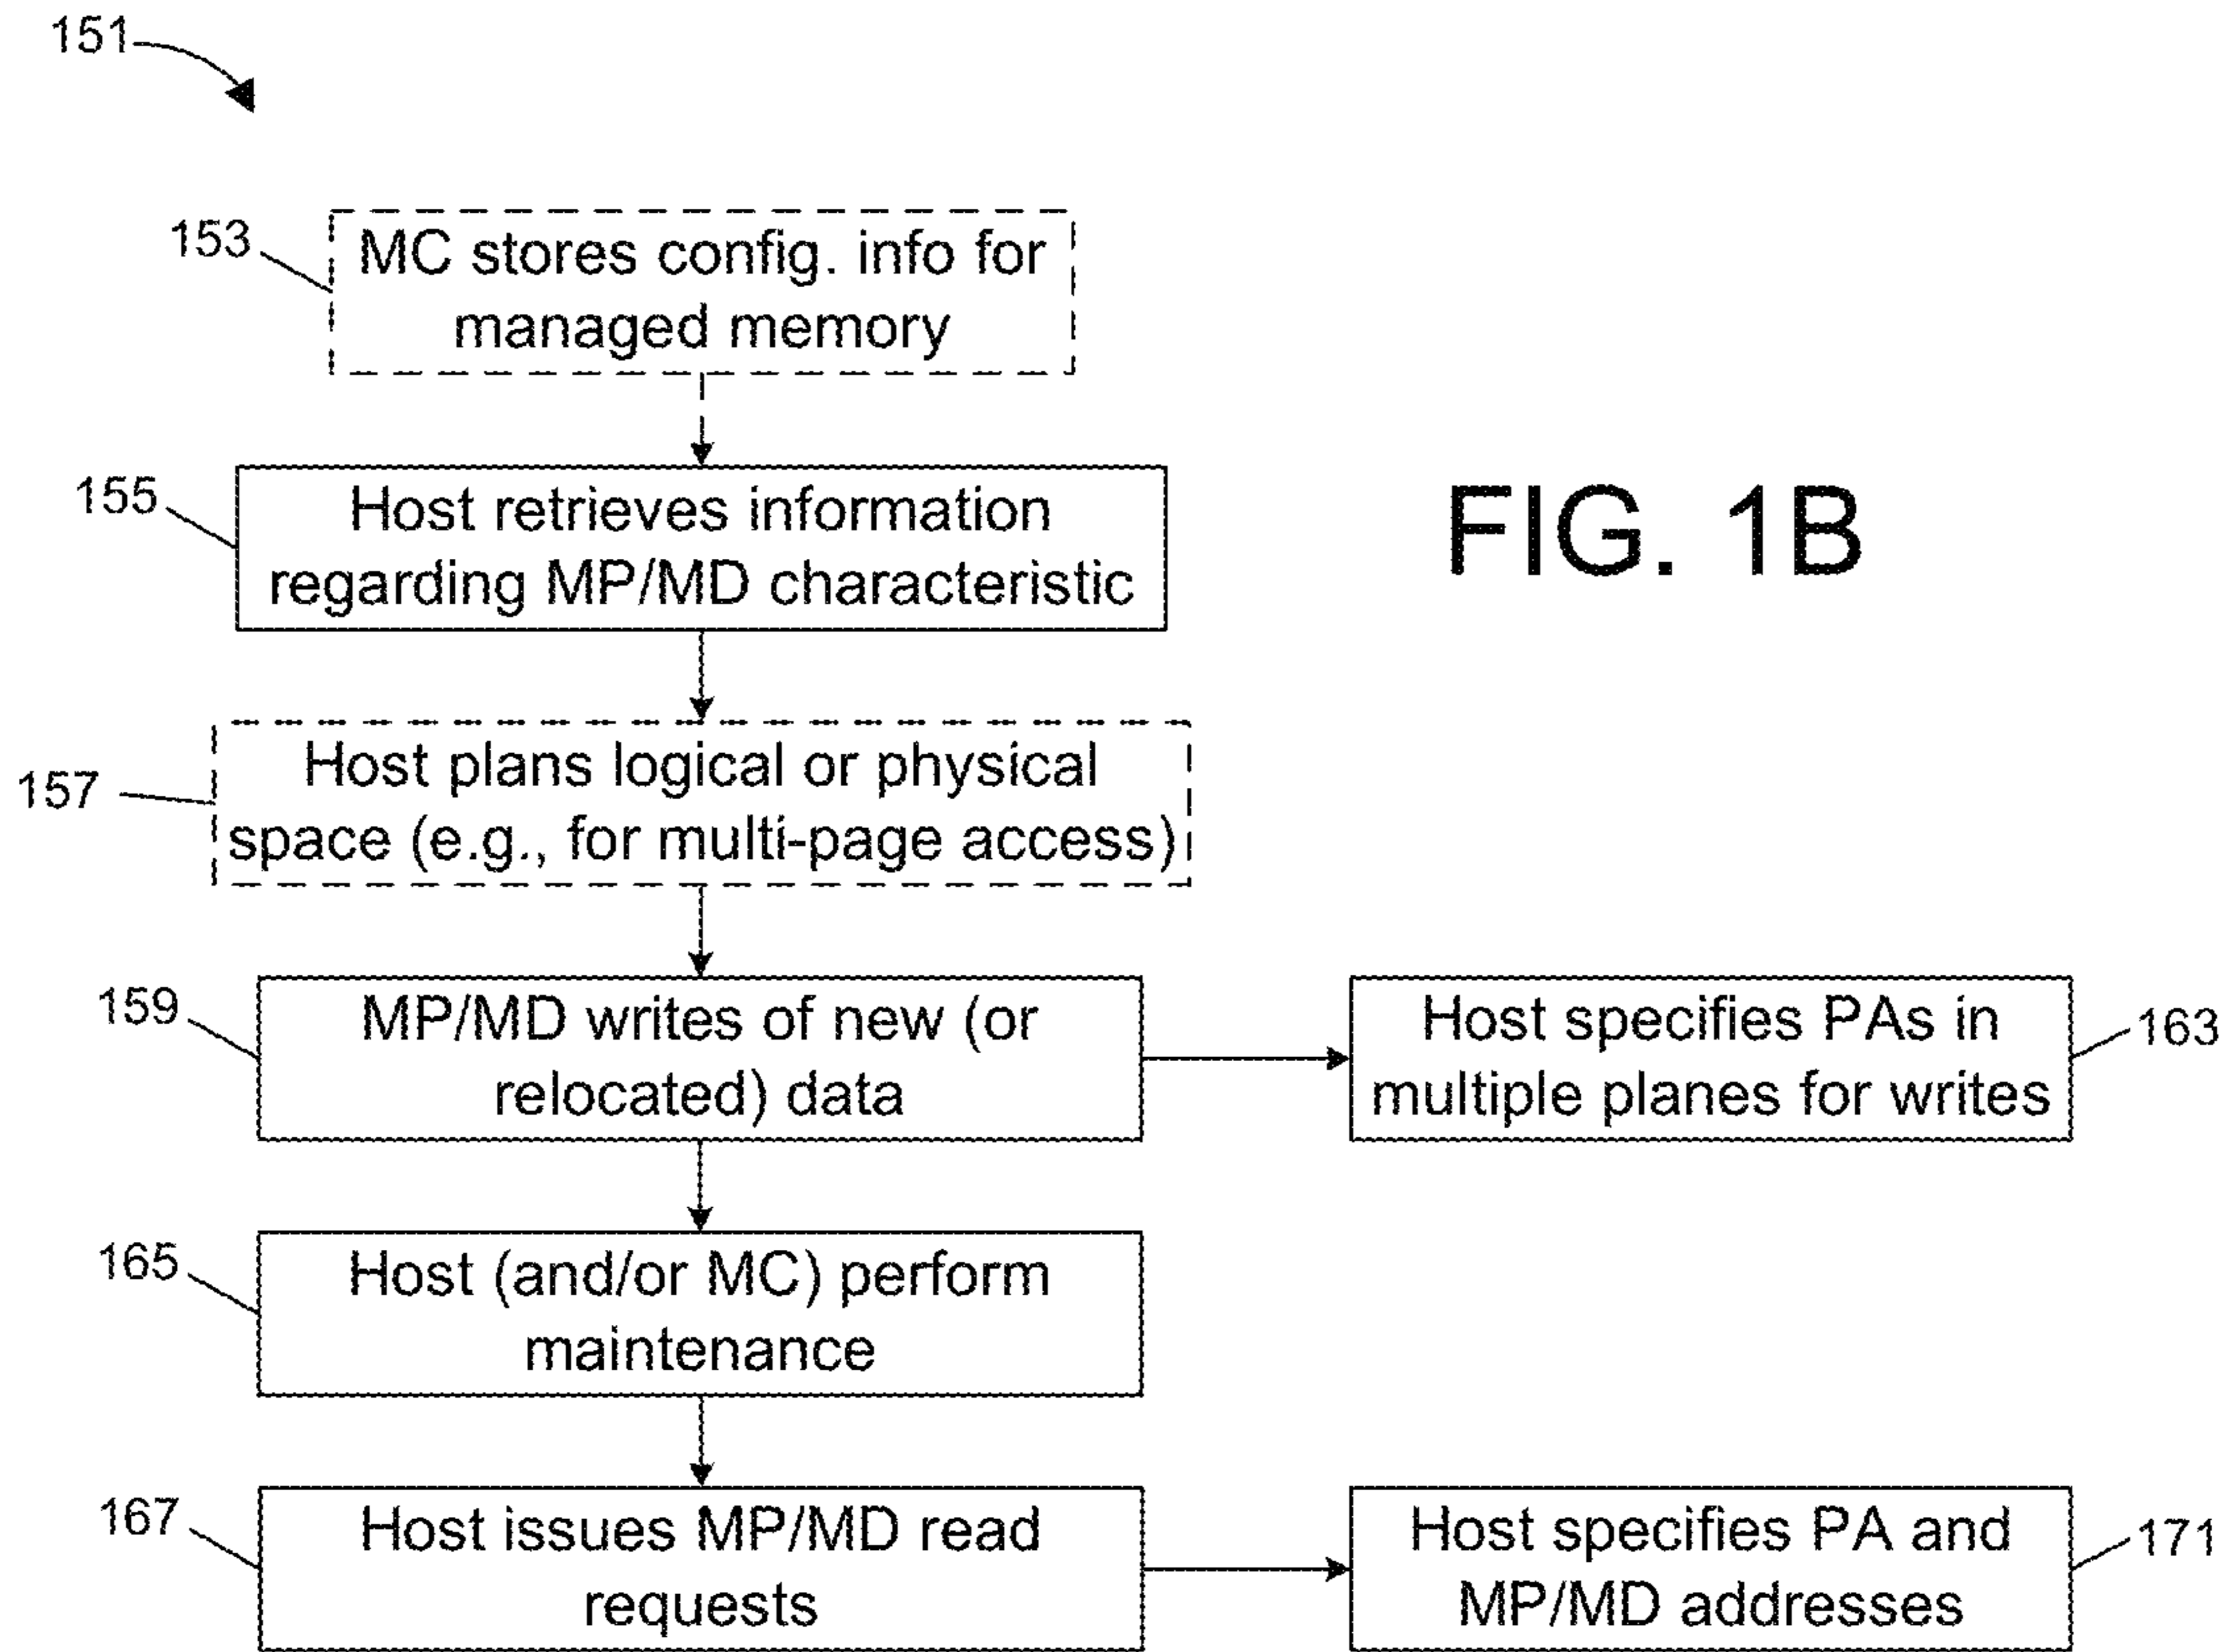 151
153
MC stores config. info for
managed memory
155
Host retrieves information
regarding MP/MD characteristic
FIG. 1B
157
Host plans logical or physical
space (e.g., for multi-page access)
159
MP/MD writes of new (or
relocated) data
Host specifies PAs in
multiple planes for writes
163
165
Host (and/or MC) perform
maintenance
167
Host issues MP/MD read
requests
Host specifies PA and
MP/MD addresses
171